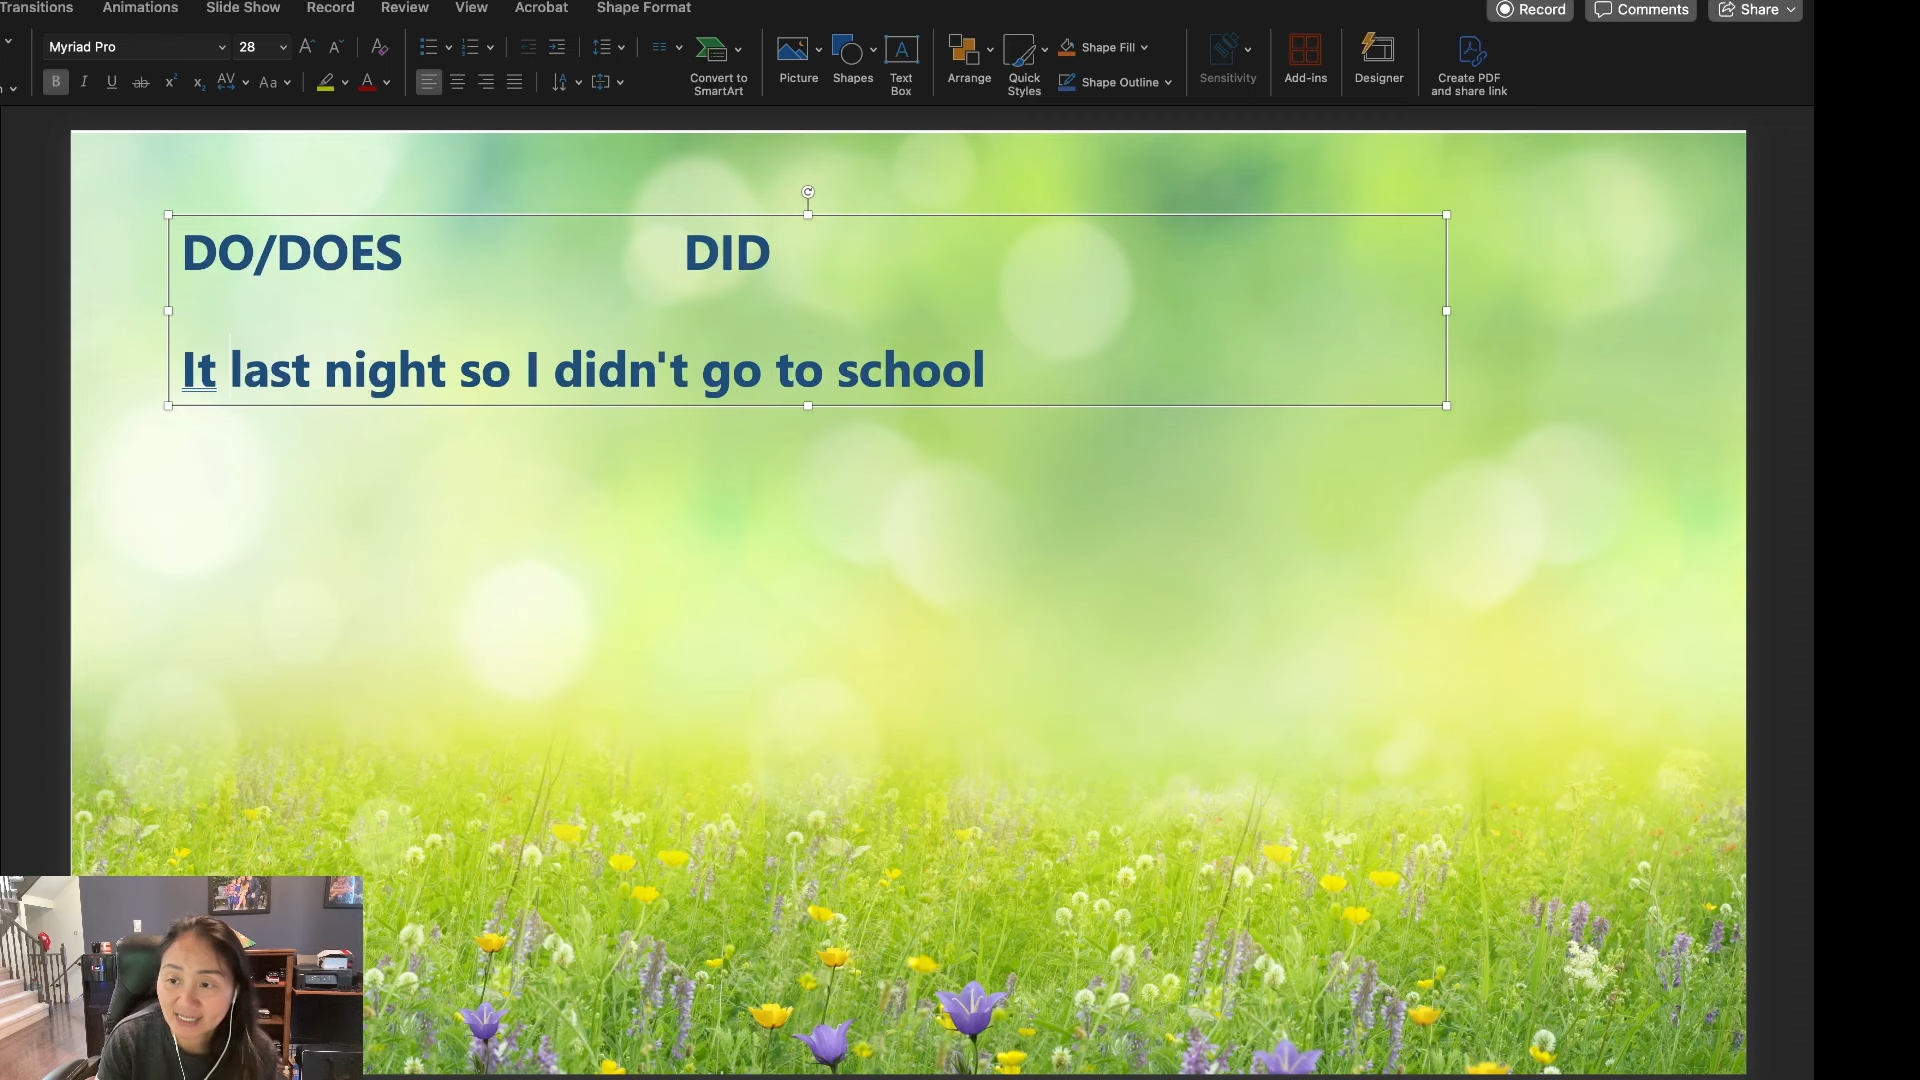 Transitions Animations Slide Show Record Review View Acrobat Shape Format Record Comments Share
Myriad Pro 28 Convert to SmartArt Picture Shapes Text Box Arrange Quick Styles Shape Fill Shape Outline Sensitivity Add-ins Designer Create PDF and share link
DO/DOES DID
It last night so I didn't go to school